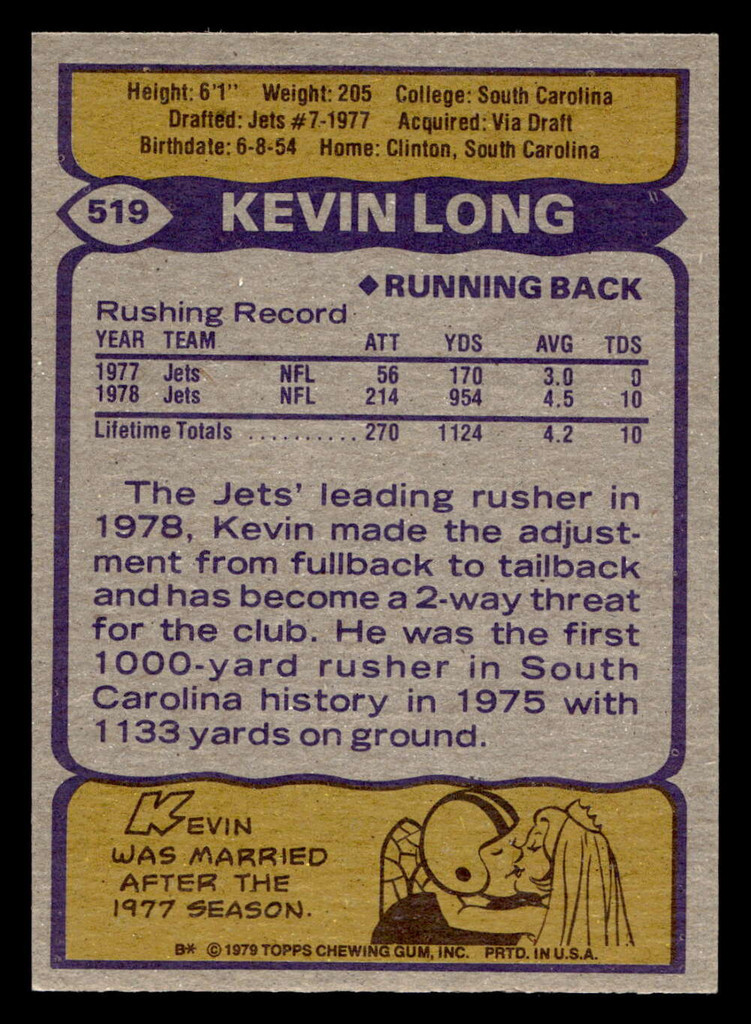 Height: 6'1" Weight: 205 College: South Carolina
Drafted: Jets #7-1977 Acquired: Via Draft
Birthdate: 6-8-54 Home: Clinton, South Carolina
519 KEVIN LONG
◆RUNNING BACK
Rushing Record
YEAR TEAM ATT YDS AVG TDS
1977 Jets NFL 56 170 3.0 0
1978 Jets NFL 214 954 4.5 10
Lifetime Totals .......... 270 1124 4.2 10
The Jets' leading rusher in
1978, Kevin made the adjust-
ment from fullback to tailback
and has become a 2-way threat
for the club. He was the first
1000-yard rusher in South
Carolina history in 1975 with
1133 yards on ground.
KEVIN
WAS MARRIED
AFTER THE
1977 SEASON.
B* © 1979 TOPPS CHEWING GUM, INC. PRTD. IN U.S.A.